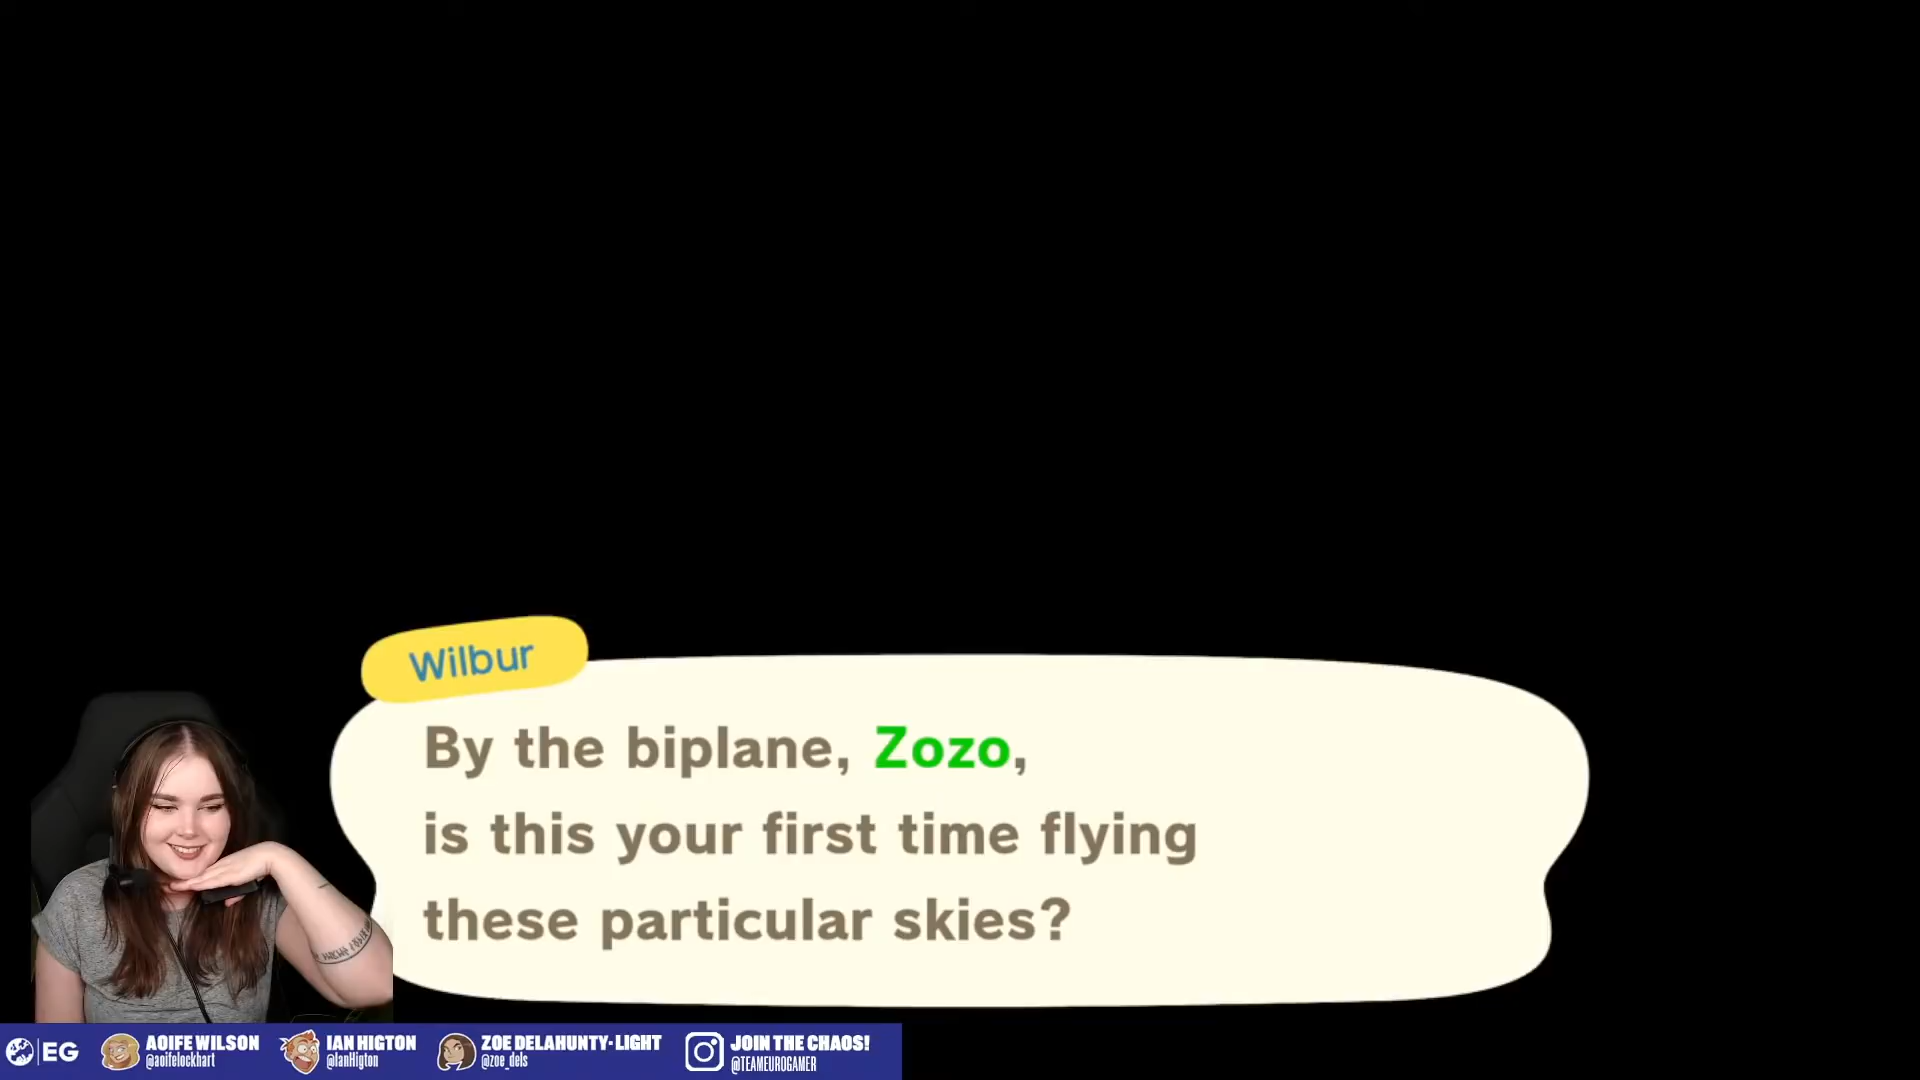 Wilbur
By the biplane, Zozo,
is this your first time flying
these particular skies?
EG
AOIFE WILSON
@aoifelockhart
IAN HIGTON
@IanHigton
ZOE DELAHUNTY-LIGHT
@zoe_dels
JOIN THE CHAOS!
@TEAMEUROGAMER